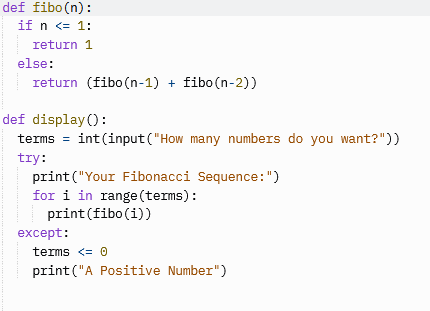 def fibo(n):
  if n <= 1:
    return 1
  else:
    return (fibo(n-1) + fibo(n-2))

def display():
  terms = int(input("How many numbers do you want?"))
  try:
    print("Your Fibonacci Sequence:")
    for i in range(terms):
      print(fibo(i))
  except:
    terms <= 0
    print("A Positive Number")